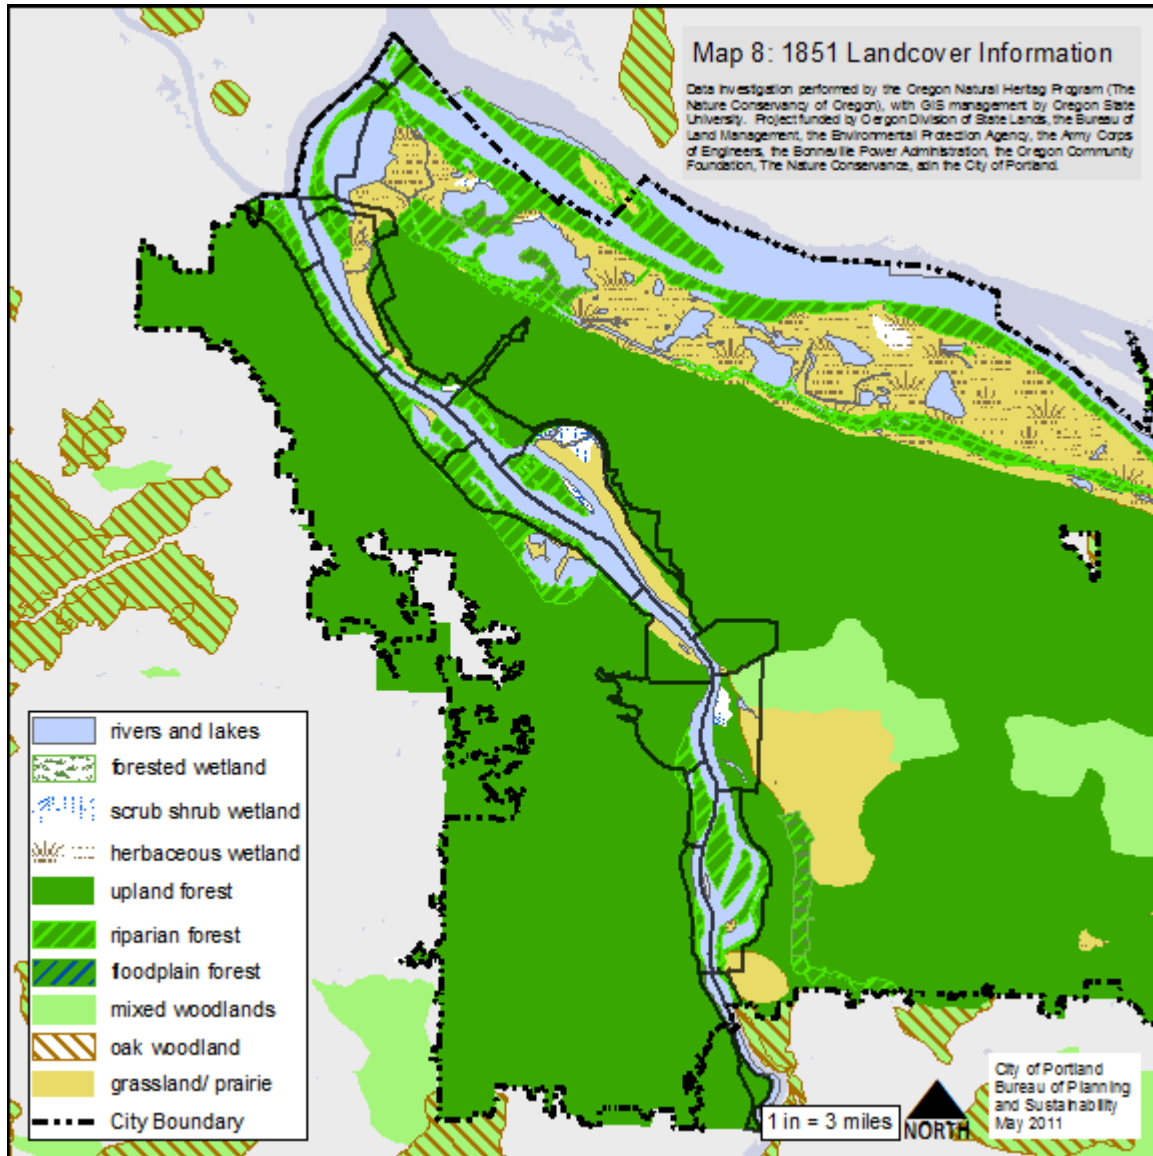 Map 8: 1851 Landcover Information
Data investigation performed by the Oregon Natural Heritag Program (The
Nature Conservancy of Oregon), with GIS management by Oregon State
University. Project funded by Oergon Division of State Lands, the Bureau of
Land Management, the Environmental Protection Agency, the Army Corps
of Engineers, the Bonneville Power Administration, the Oregon Community
Foundation, The Nature Conservance, adin the City of Portland.
rivers and lakes
forested wetland
scrub shrub wetland
herbaceous wetland
upland forest
riparian forest
floodplain forest
mixed woodlands
oak woodland
grassland/ prairie
City Boundary
1 in = 3 miles
NORTH
City of Portland
Bureau of Planning
and Sustainability
May 2011